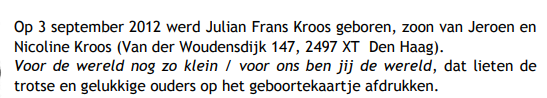 Op 3 september 2012 werd Julian Frans Kroos geboren, zoon van Jeroen en
Nicoline Kroos (Van der Woudensdijk 147, 2497 XT  Den Haag).
Voor de wereld nog zo klein / voor ons ben jij de wereld, dat lieten de
trotse en gelukkige ouders op het geboortekaartje afdrukken.